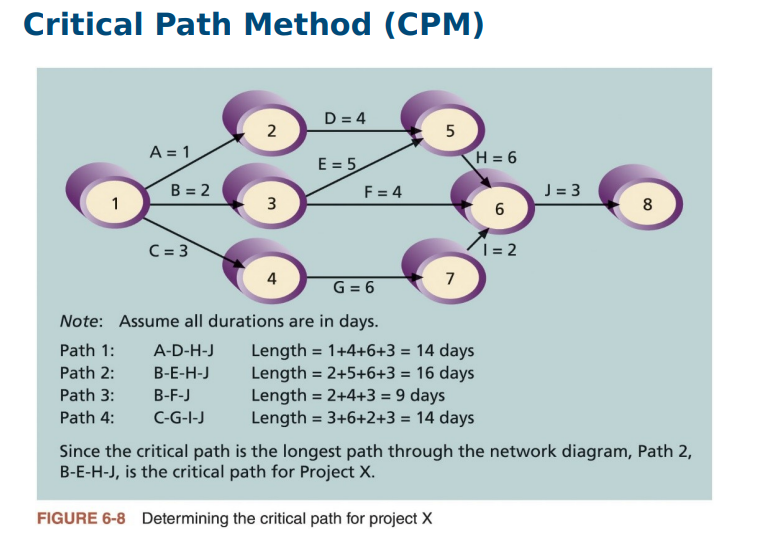 Critical Path Method (CPM)
2
D = 4
5
A = 1
E = 5
H = 6
1
B = 2
3
F = 4
6
J = 3
8
C = 3
4
G = 6
7
I = 2
Note: Assume all durations are in days.
Path 1: A-D-H-J Length = 1+4+6+3 = 14 days
Path 2: B-E-H-J Length = 2+5+6+3 = 16 days
Path 3: B-F-J Length = 2+4+3 = 9 days
Path 4: C-G-I-J Length = 3+6+2+3 = 14 days
Since the critical path is the longest path through the network diagram, Path 2,
B-E-H-J, is the critical path for Project X.
FIGURE 6-8 Determining the critical path for project X